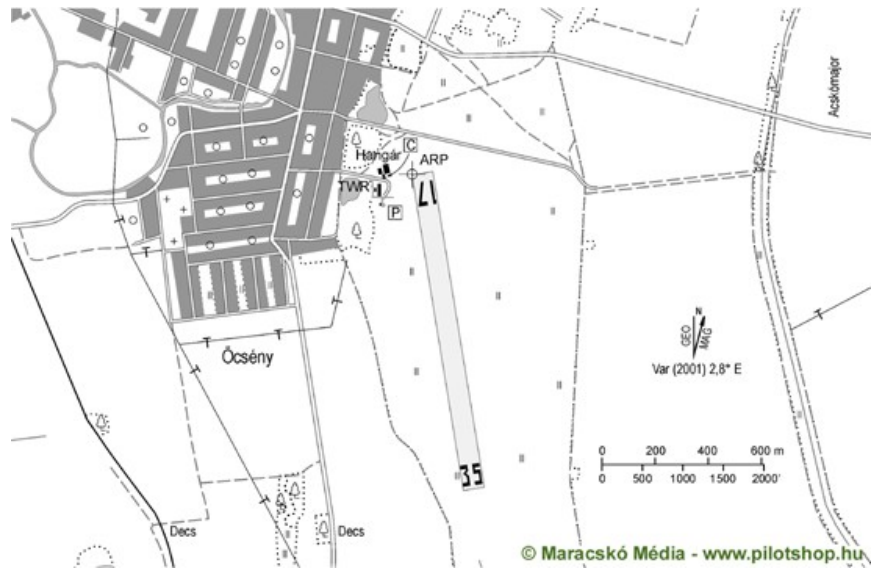 Acskómajor
C
Hangár
ARP
TWR
17
P
N
GEO
MAG
Var (2001) 2,8° E
Őcsény
0 200 400 600 m
0 500 1000 1500 2000'
35
Decs
Decs
© Maracskó Média - www.pilotshop.hu